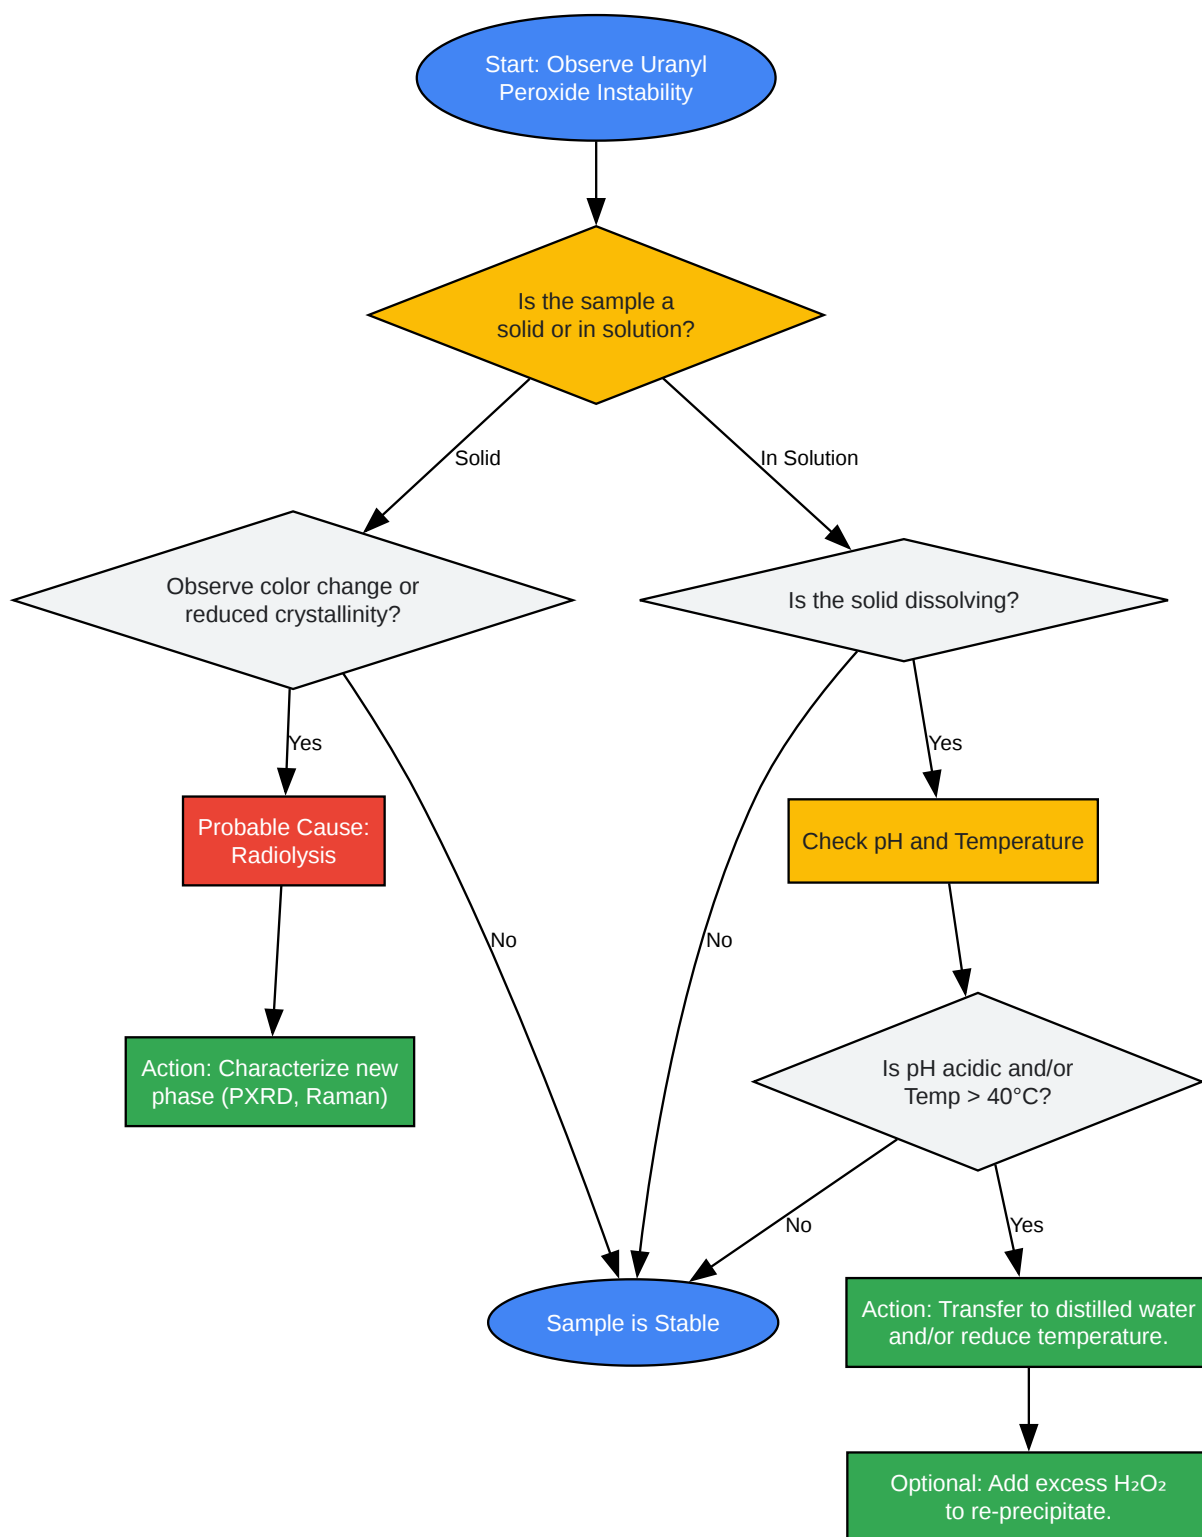 Start: Observe Uranyl
Peroxide Instability
Is the sample a
solid or in solution?
Solid
In Solution
Observe color change or
reduced crystallinity?
Is the solid dissolving?
Yes
Yes
Probable Cause:
Radiolysis
Check pH and Temperature
No
No
Action: Characterize new
phase (PXRD, Raman)
Is pH acidic and/or
Temp > 40°C?
No
Yes
Sample is Stable
Action: Transfer to distilled water
and/or reduce temperature.
Optional: Add excess H₂O₂
to re-precipitate.